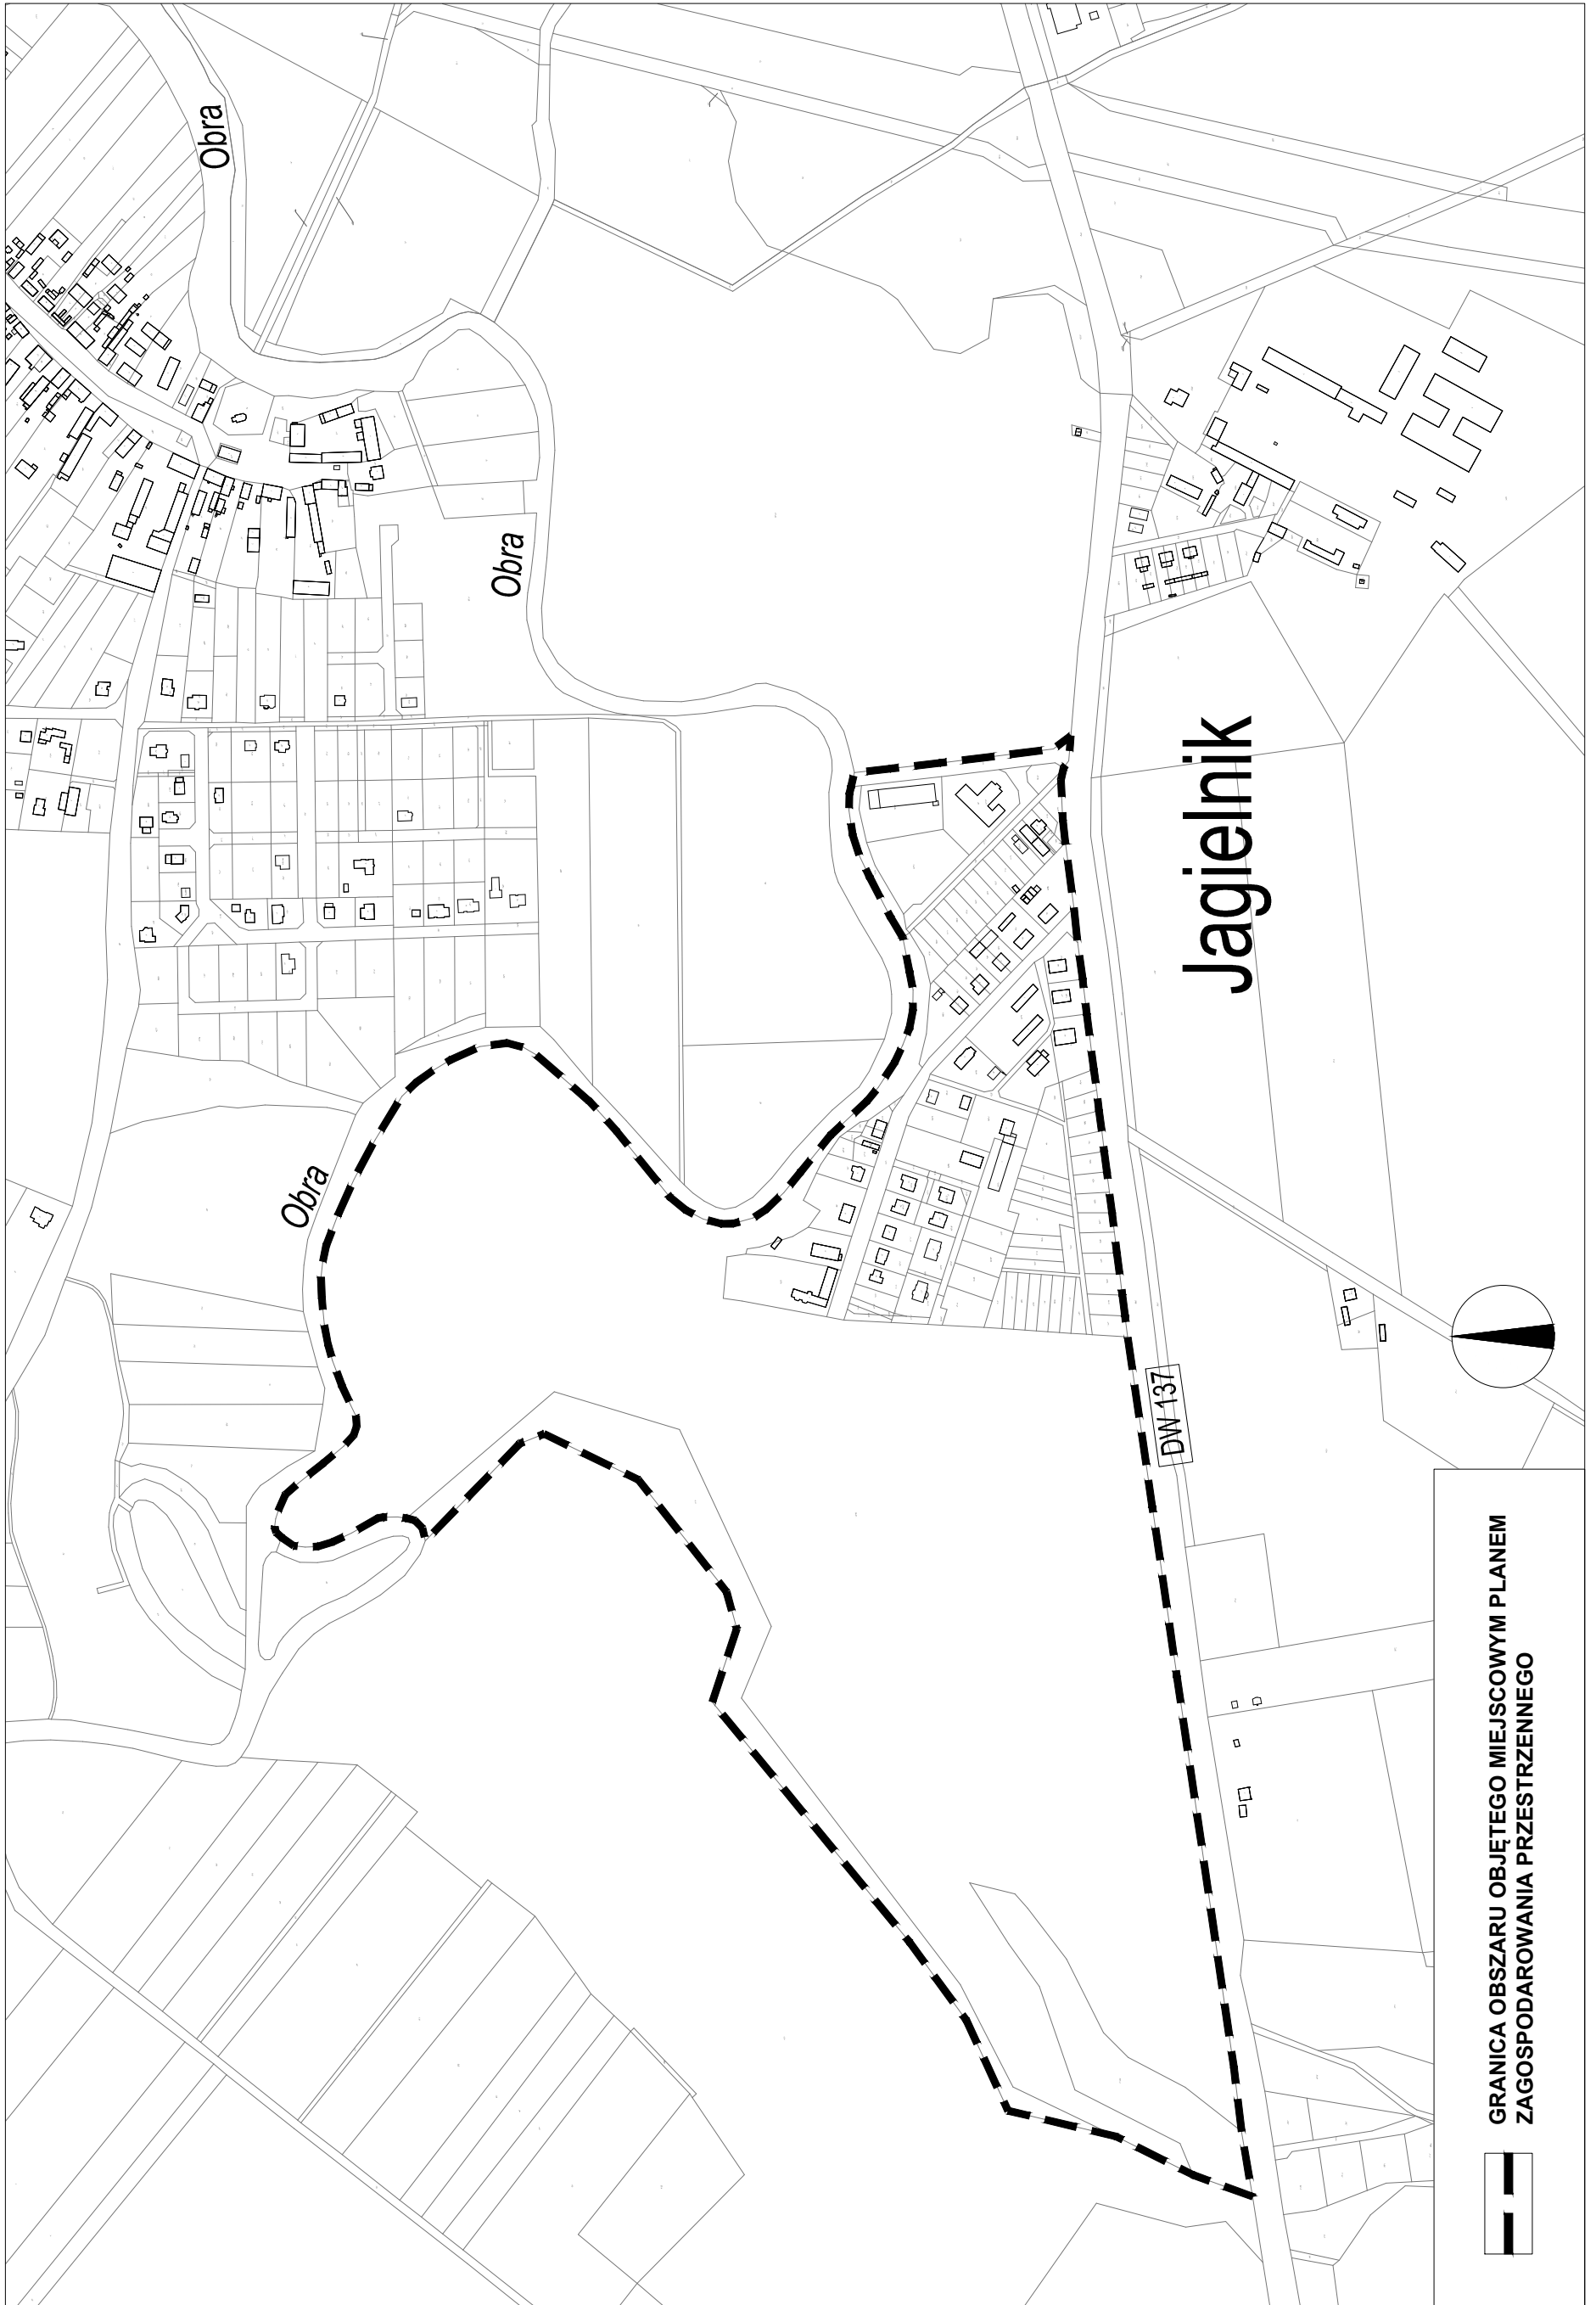 Obra
Obra
Obra
Jagielnik
DW 137
GRANICA OBSZARU OBJĘTEGO MIEJSCOWYM PLANEM
ZAGOSPODAROWANIA PRZESTRZENNEGO